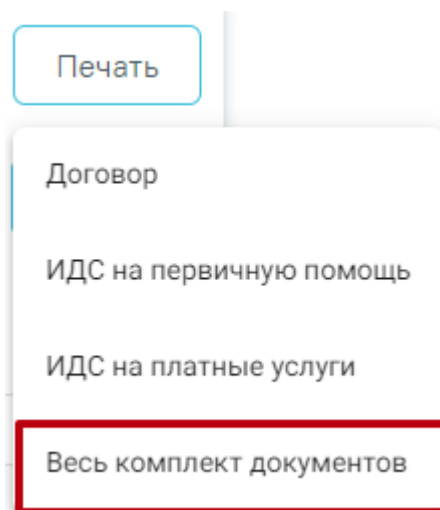 Печать
Договор
ИДС на первичную помощь
ИДС на платные услуги
Весь комплект документов